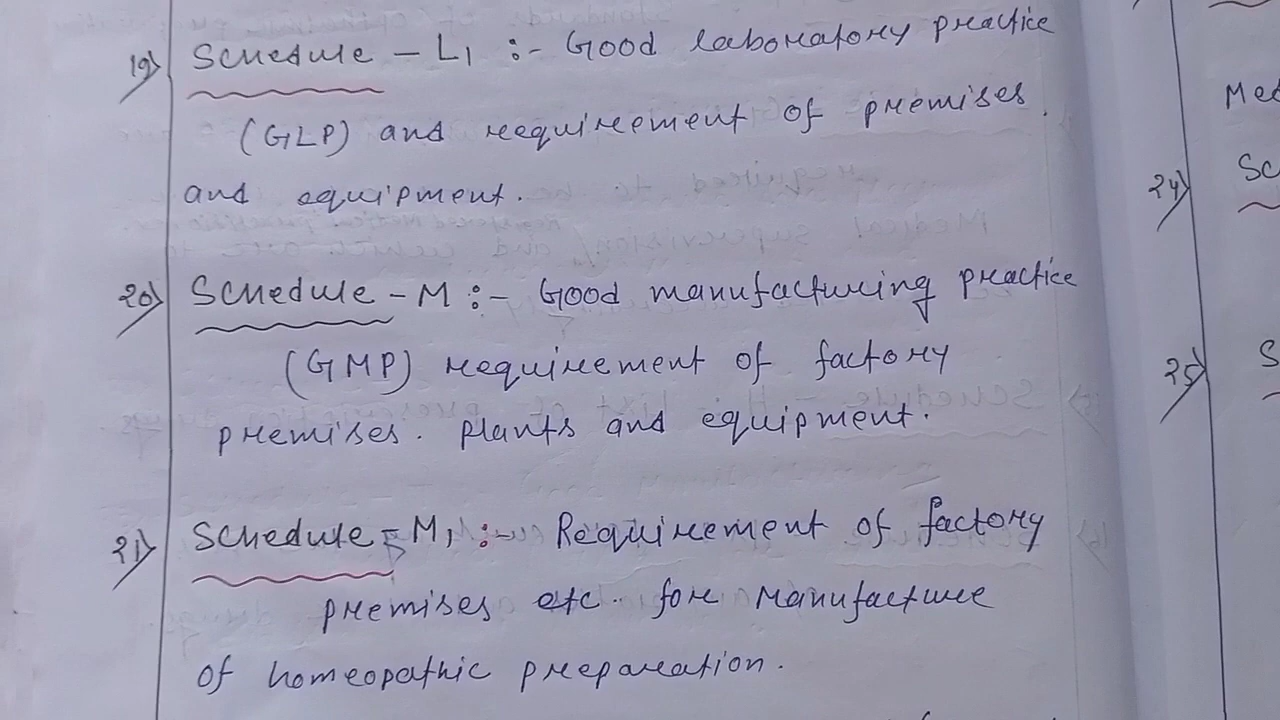 19) Schedule - L1 :- Good laboratory practice
(GLP) and requirement of premises
and equipment.
20) Schedule - M :- Good manufacturing practice
(GMP) requirement of factory
premises. plants and equipment.
21) Schedule - M1 :- Requirement of factory
premises etc. for manufacture
of homeopathic preparation.
Med
24) Sc
25) S